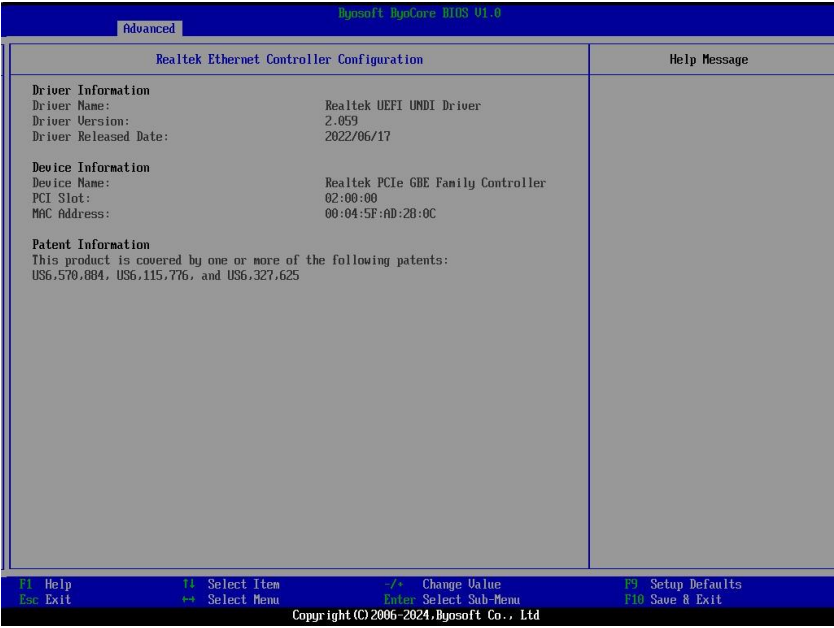 Byosoft ByoCore BIOS V1.0
Advanced
Realtek Ethernet Controller Configuration
Help Message
Driver Information
Driver Name: Realtek UEFI UNDI Driver
Driver Version: 2.059
Driver Released Date: 2022/06/17
Device Information
Device Name: Realtek PCIe GBE Family Controller
PCI Slot: 02:00:00
MAC Address: 00:04:5F:AD:28:0C
Patent Information
This product is covered by one or more of the following patents:
US6,570,884, US6,115,776, and US6,327,625
F1 Help ↑↓ Select Item -/+ Change Value F9 Setup Defaults
Esc Exit ←→ Select Menu Enter Select Sub-Menu F10 Save & Exit
Copyright(C)2006-2024,Byosoft Co., Ltd